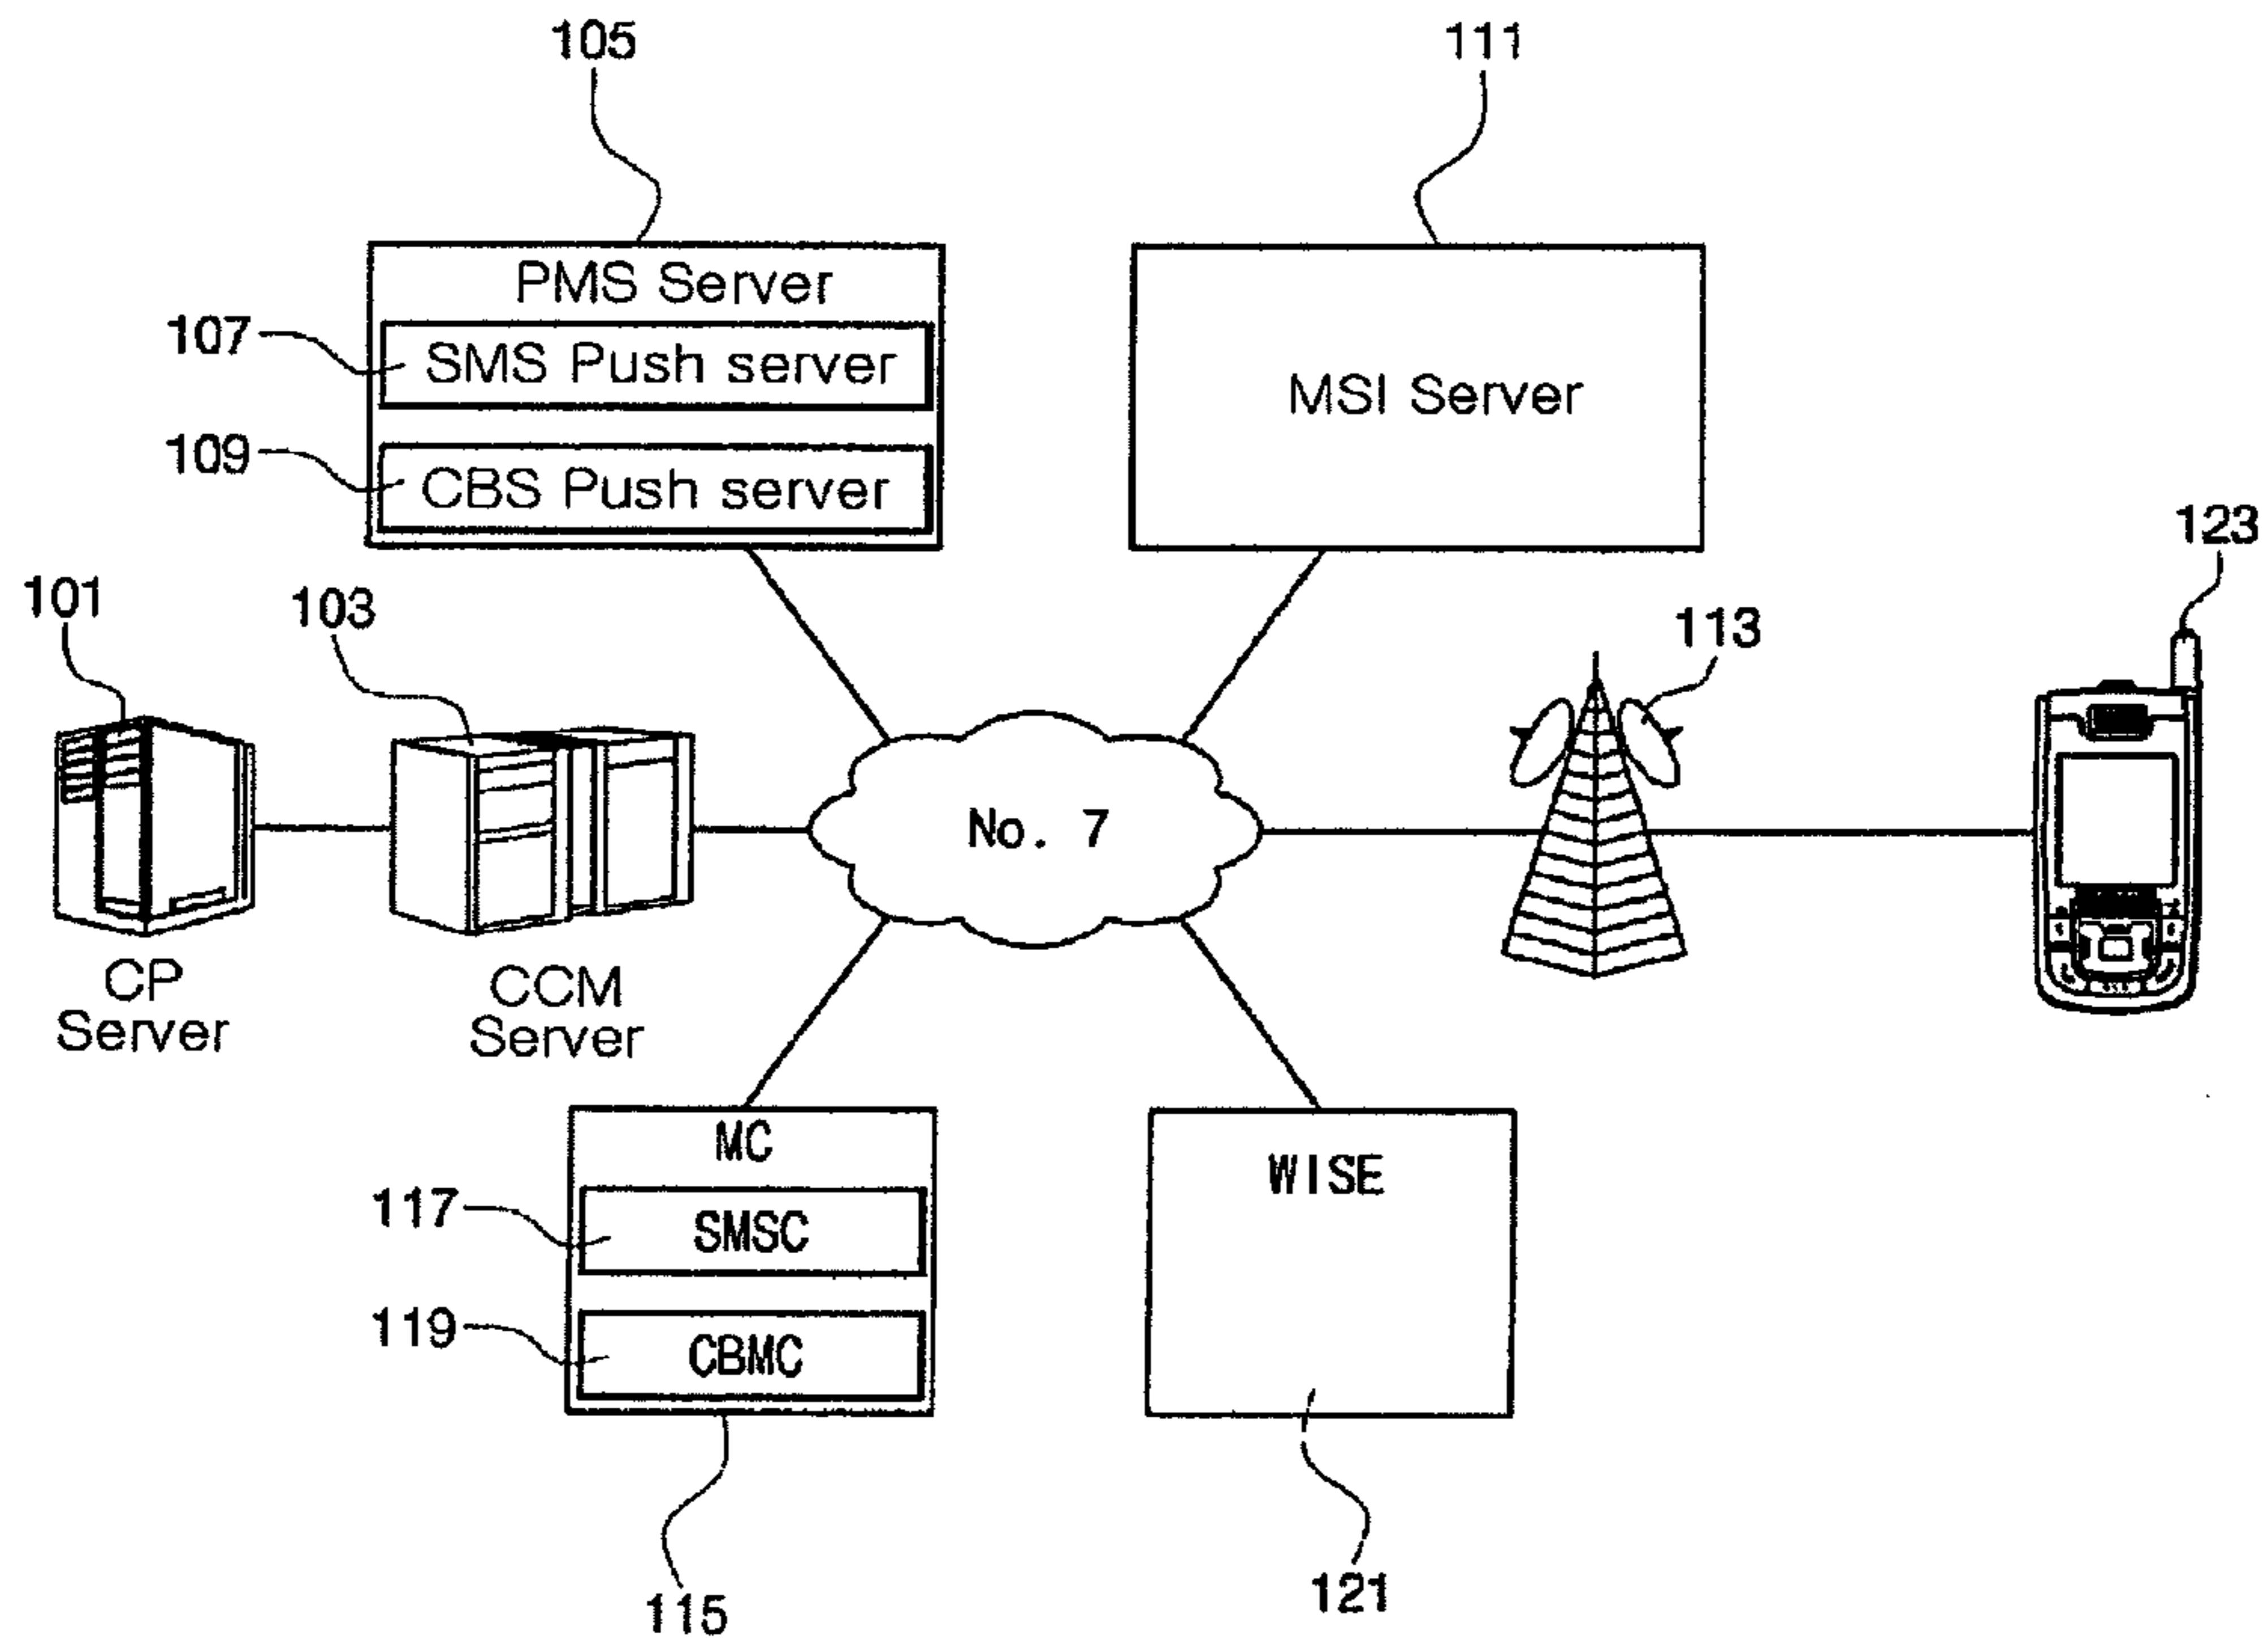 105
111
PMS Server
107
SMS Push server
MSI Server
109
CBS Push server
123
101
103
113
No. 7
CP
Server
CCM
Server
MC
WISE
117
SMSC
119
CBMC
115
121